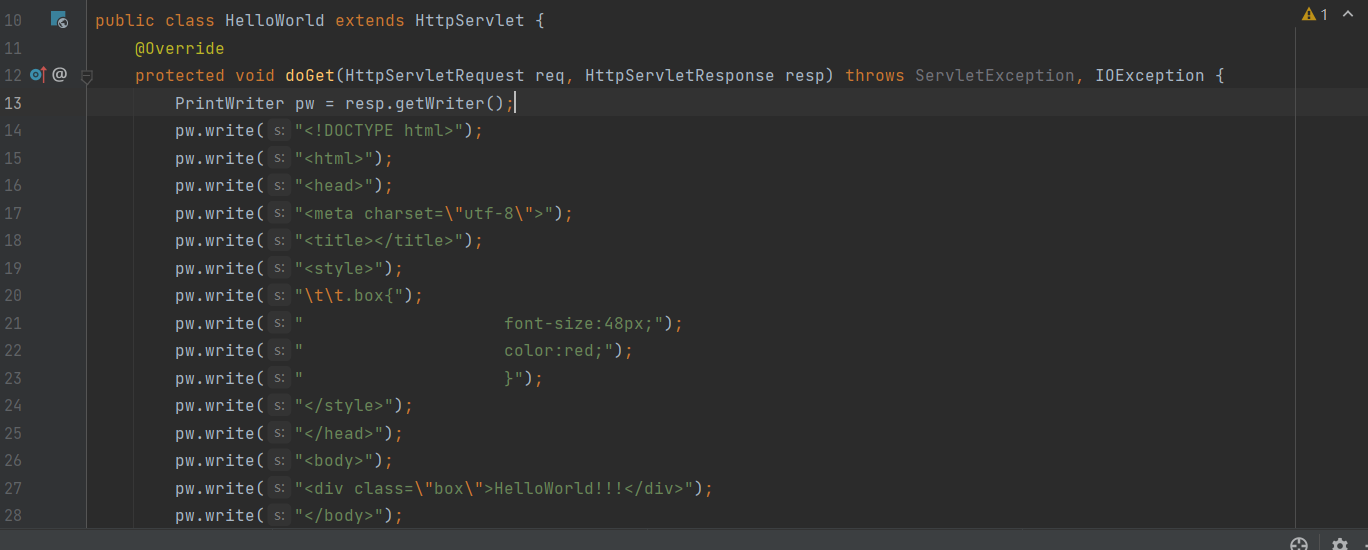 10 public class HelloWorld extends HttpServlet {
11 @Override
12 @ protected void doGet(HttpServletRequest req, HttpServletResponse resp) throws ServletException, IOException {
13 PrintWriter pw = resp.getWriter();
14 pw.write( s: "<!DOCTYPE html>");
15 pw.write( s: "<html>");
16 pw.write( s: "<head>");
17 pw.write( s: "<meta charset=\"utf-8\">");
18 pw.write( s: "<title></title>");
19 pw.write( s: "<style>");
20 pw.write( s: "\t\t.box{");
21 pw.write( s: "                    font-size:48px;");
22 pw.write( s: "                    color:red;");
23 pw.write( s: "                    }");
24 pw.write( s: "</style>");
25 pw.write( s: "</head>");
26 pw.write( s: "<body>");
27 pw.write( s: "<div class=\"box\">HelloWorld!!!</div>");
28 pw.write( s: "</body>");
1